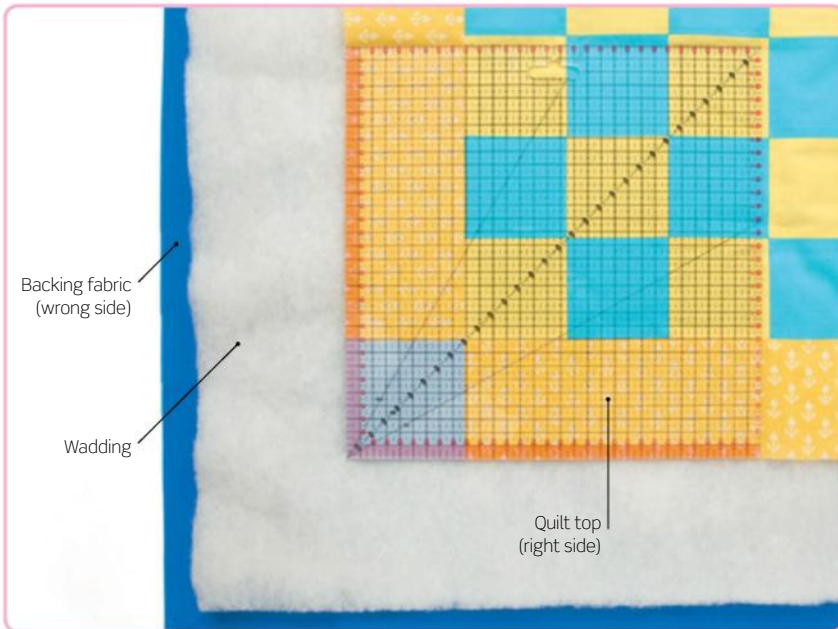 Backing fabric
(wrong side)
Wadding
Quilt top
(right side)